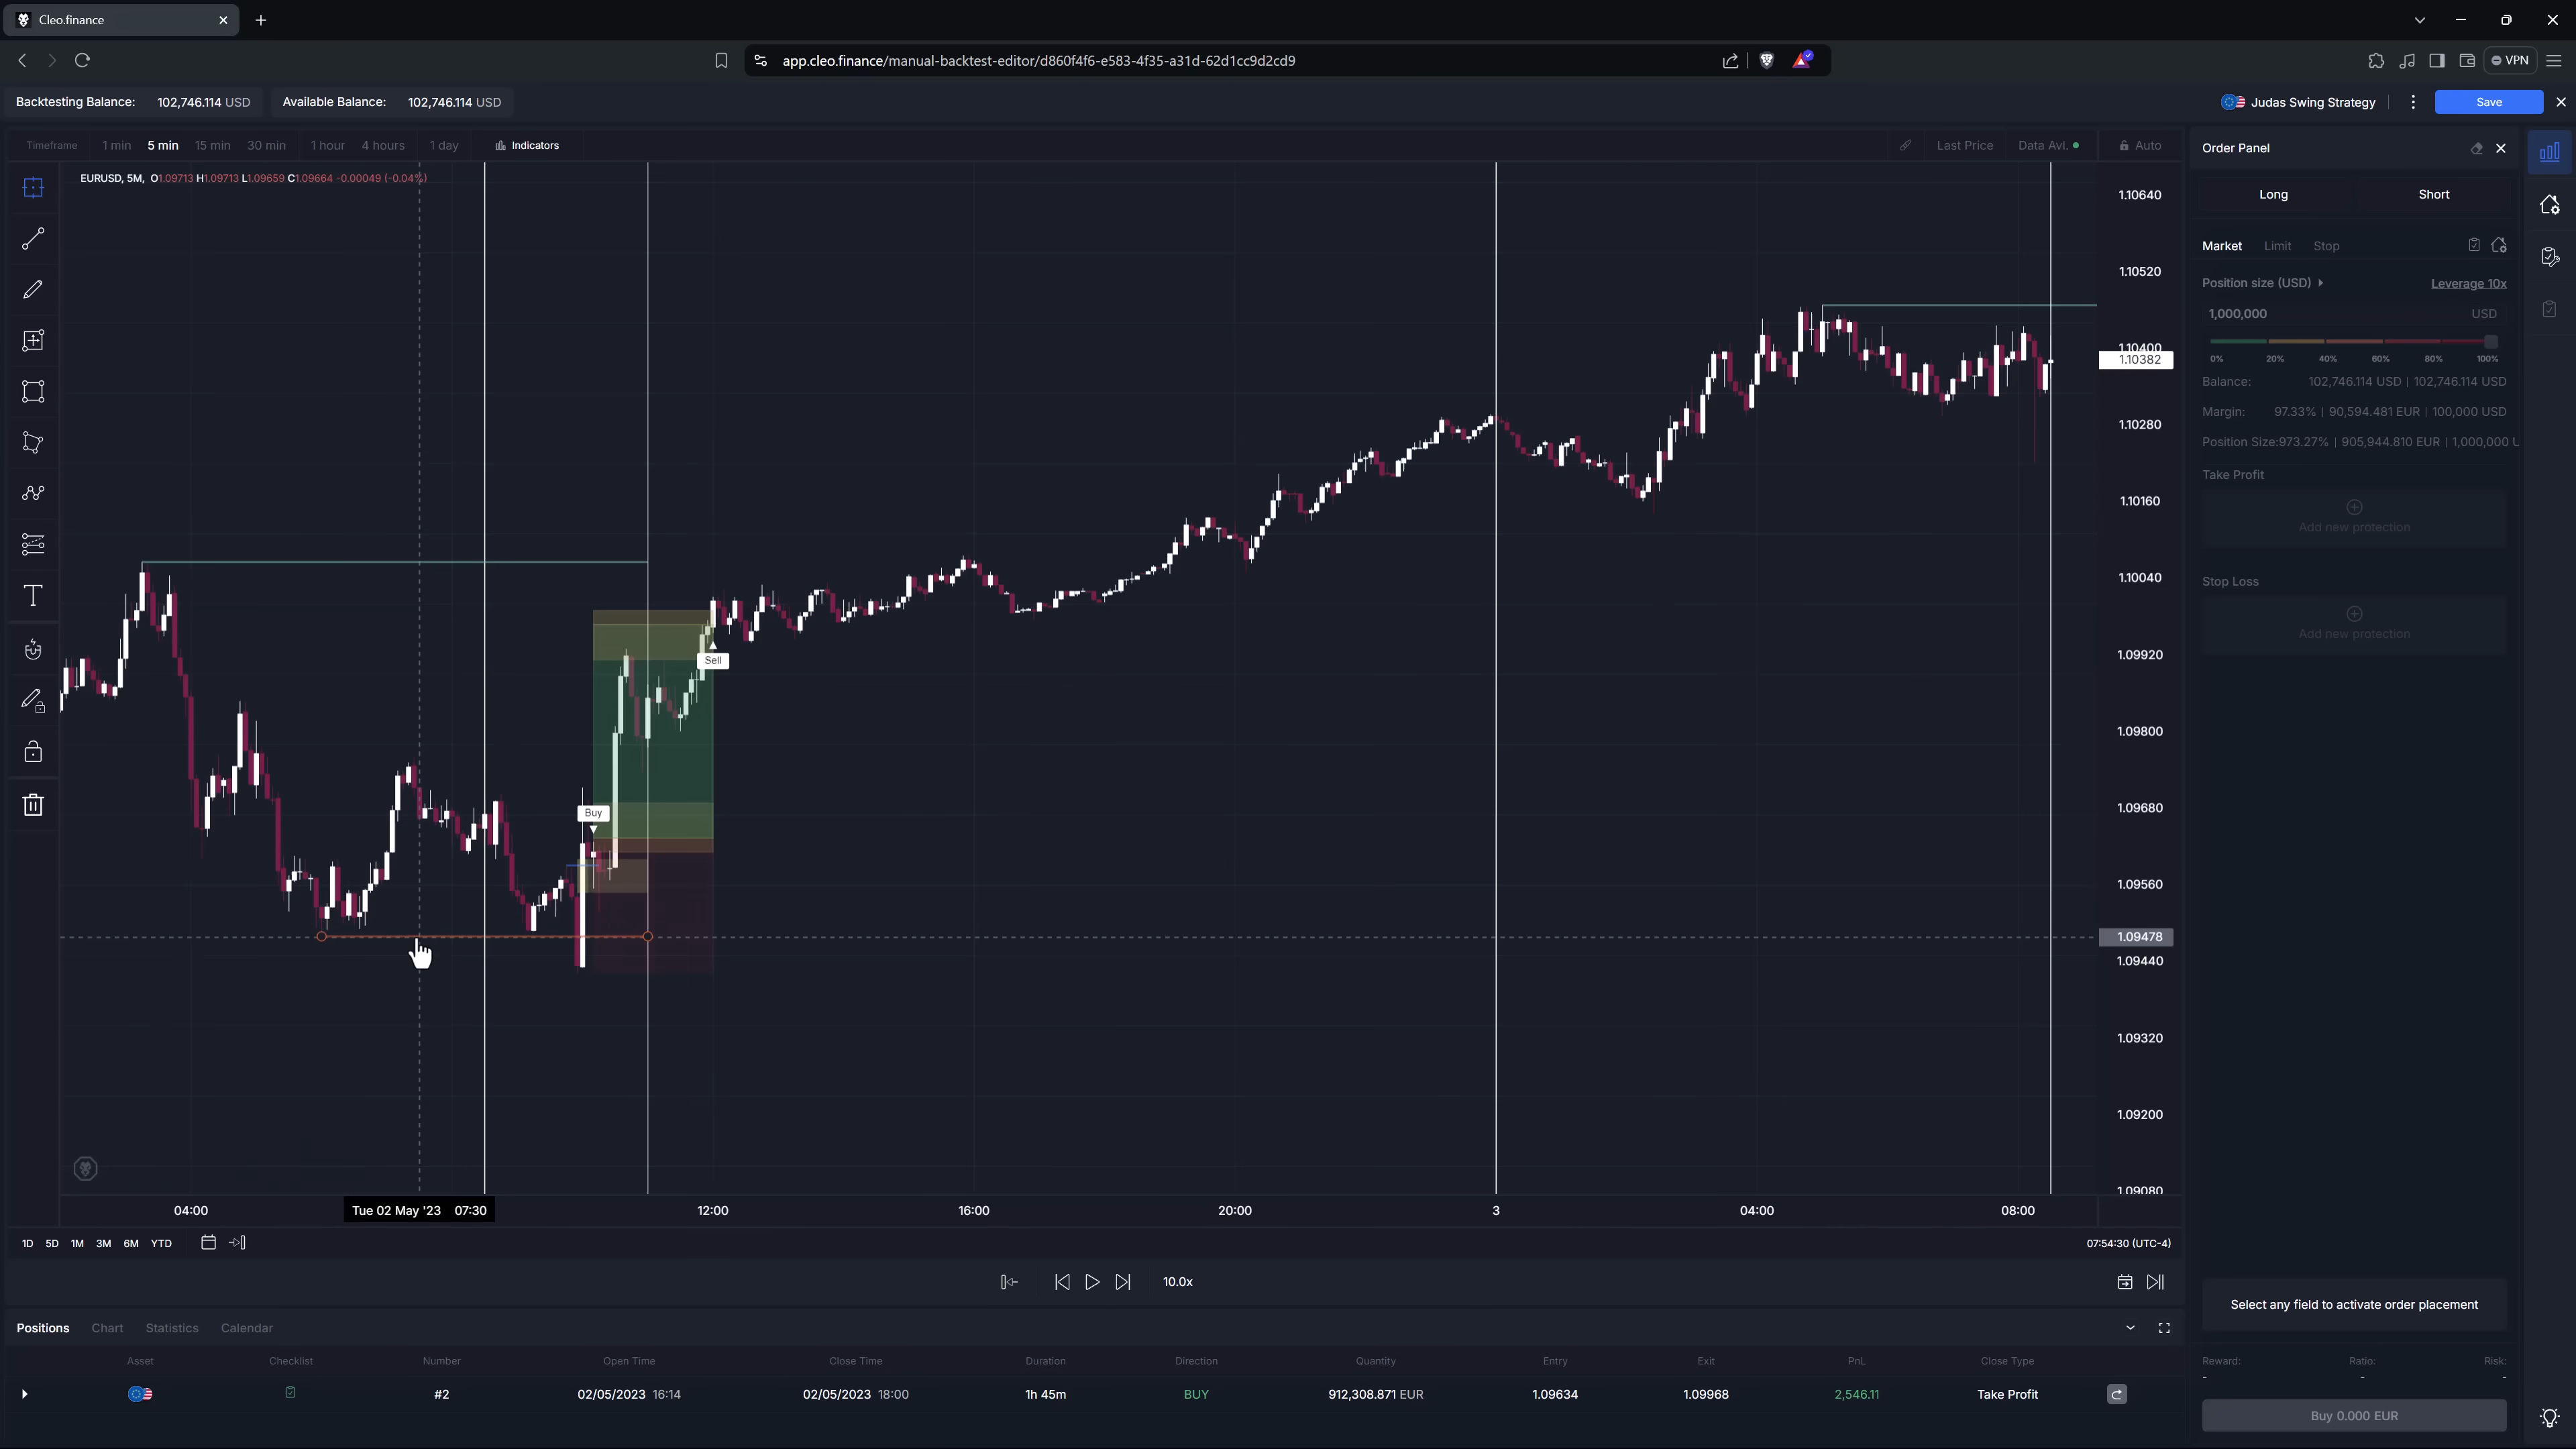 Cleo.finance
app.cleo.finance/manual-backtest-editor/d860f4f6-e583-4f35-a31d-62d1cc9d2cd9
VPN
Backtesting Balance: 102,746.114 USD Available Balance: 102,746.114 USD
Judas Swing Strategy Save
Timeframe 1 min 5 min 15 min 30 min 1 hour 4 hours 1 day Indicators Last Price Data Avl. Auto
EURUSD, 5M, O1.09713 H1.09713 L1.09659 C1.09664 -0.00049 (-0.04%)
1.10640
1.10520
1.10400
1.10382
1.10280
1.10160
1.10040
1.09920
1.09800
1.09680
1.09560
1.09478
1.09440
1.09320
1.09200
1.09080
Sell
Buy
04:00 Tue 02 May '23 07:30 12:00 16:00 20:00 3 04:00 08:00
1D 5D 1M 3M 6M YTD 07:54:30 (UTC-4)
10.0x
Order Panel
Long Short
Market Limit Stop
Position size (USD) Leverage 10x
1,000,000 USD
0% 20% 40% 60% 80% 100%
Balance: 102,746.114 USD | 102,746.114 USD
Margin: 97.33% | 90,594.481 EUR | 100,000 USD
Position Size:973.27% | 905,944.810 EUR | 1,000,000 U
Take Profit
Add new protection
Stop Loss
Add new protection
Select any field to activate order placement
Reward: Ratio: Risk:
- - -
Buy 0.000 EUR
Positions Chart Statistics Calendar
Asset Checklist Number Open Time Close Time Duration Direction Quantity Entry Exit PnL Close Type
#2 02/05/2023 16:14 02/05/2023 18:00 1h 45m BUY 912,308.871 EUR 1.09634 1.09968 2,546.11 Take Profit